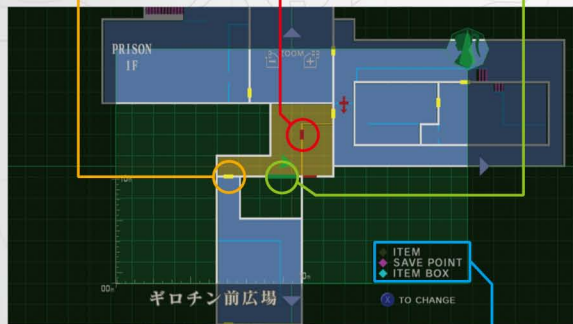 PRISON
1F
ZOOM
ITEM
SAVE POINT
ITEM BOX
ギロチン前広場
TO CHANGE